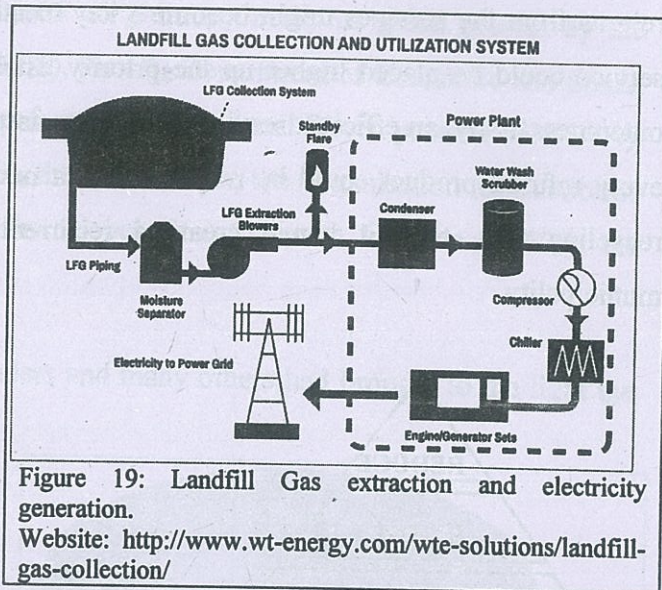 LANDFILL GAS COLLECTION AND UTILIZATION SYSTEM
LFG Collection System
Standby
Flare
Power Plant
Water Wash
Scrubber
Condenser
LFG Extraction
Blowers
LFG Piping
Moisture
Separator
Compressor
Chiller
Electricity to Power Grid
Engine/Generator Sets
Figure 19: Landfill Gas extraction and electricity
generation.
Website: http://www.wt-energy.com/wte-solutions/landfill-
gas-collection/